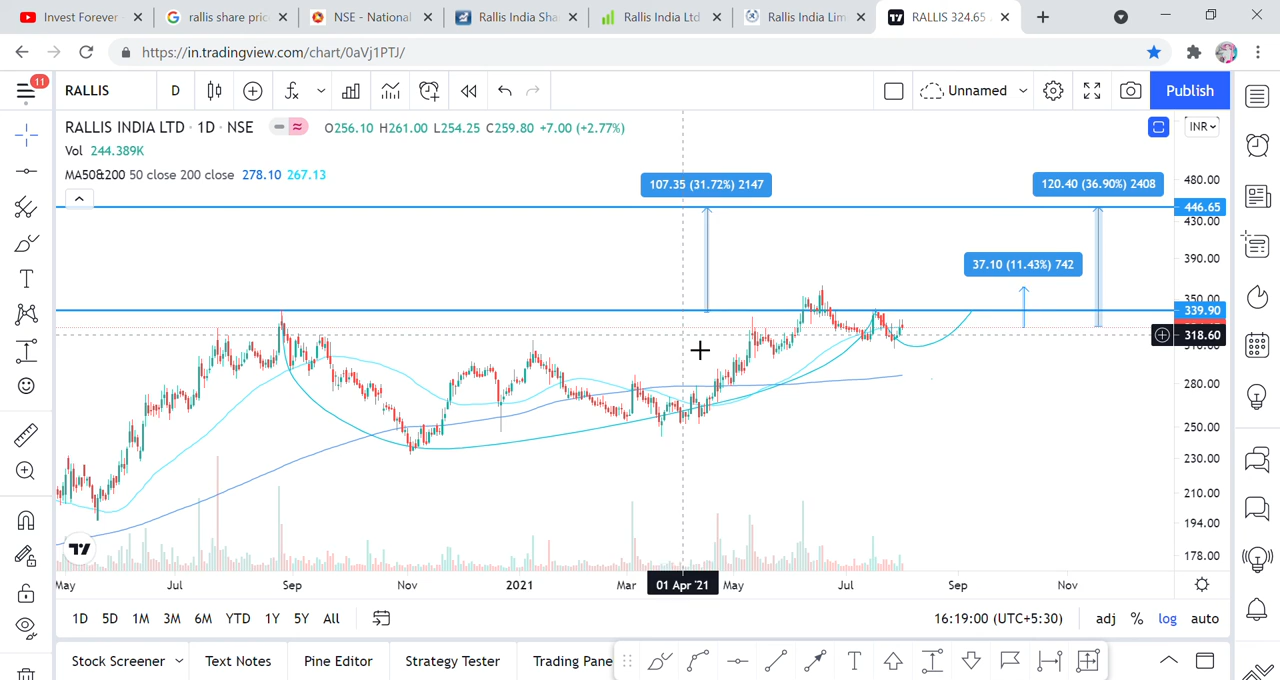 Invest Forever
rallis share pric
NSE - National
Rallis India Sha
Rallis India Ltd
Rallis India Lim
RALLIS 324.65
https://in.tradingview.com/chart/0aVj1PTJ/
11
RALLIS
D
Unnamed
Publish
RALLIS INDIA LTD · 1D · NSE
O256.10 H261.00 L254.25 C259.80 +7.00 (+2.77%)
INR
Vol 244.389K
MA50&200 50 close 200 close 278.10 267.13
107.35 (31.72%) 2147
120.40 (36.90%) 2408
37.10 (11.43%) 742
480.00
446.65
430.00
390.00
350.00
339.90
318.60
280.00
250.00
230.00
210.00
194.00
178.00
May
Jul
Sep
Nov
2021
Mar
01 Apr '21
May
Jul
Sep
Nov
1D 5D 1M 3M 6M YTD 1Y 5Y All
16:19:00 (UTC+5:30)
adj % log auto
Stock Screener
Text Notes
Pine Editor
Strategy Tester
Trading Pane